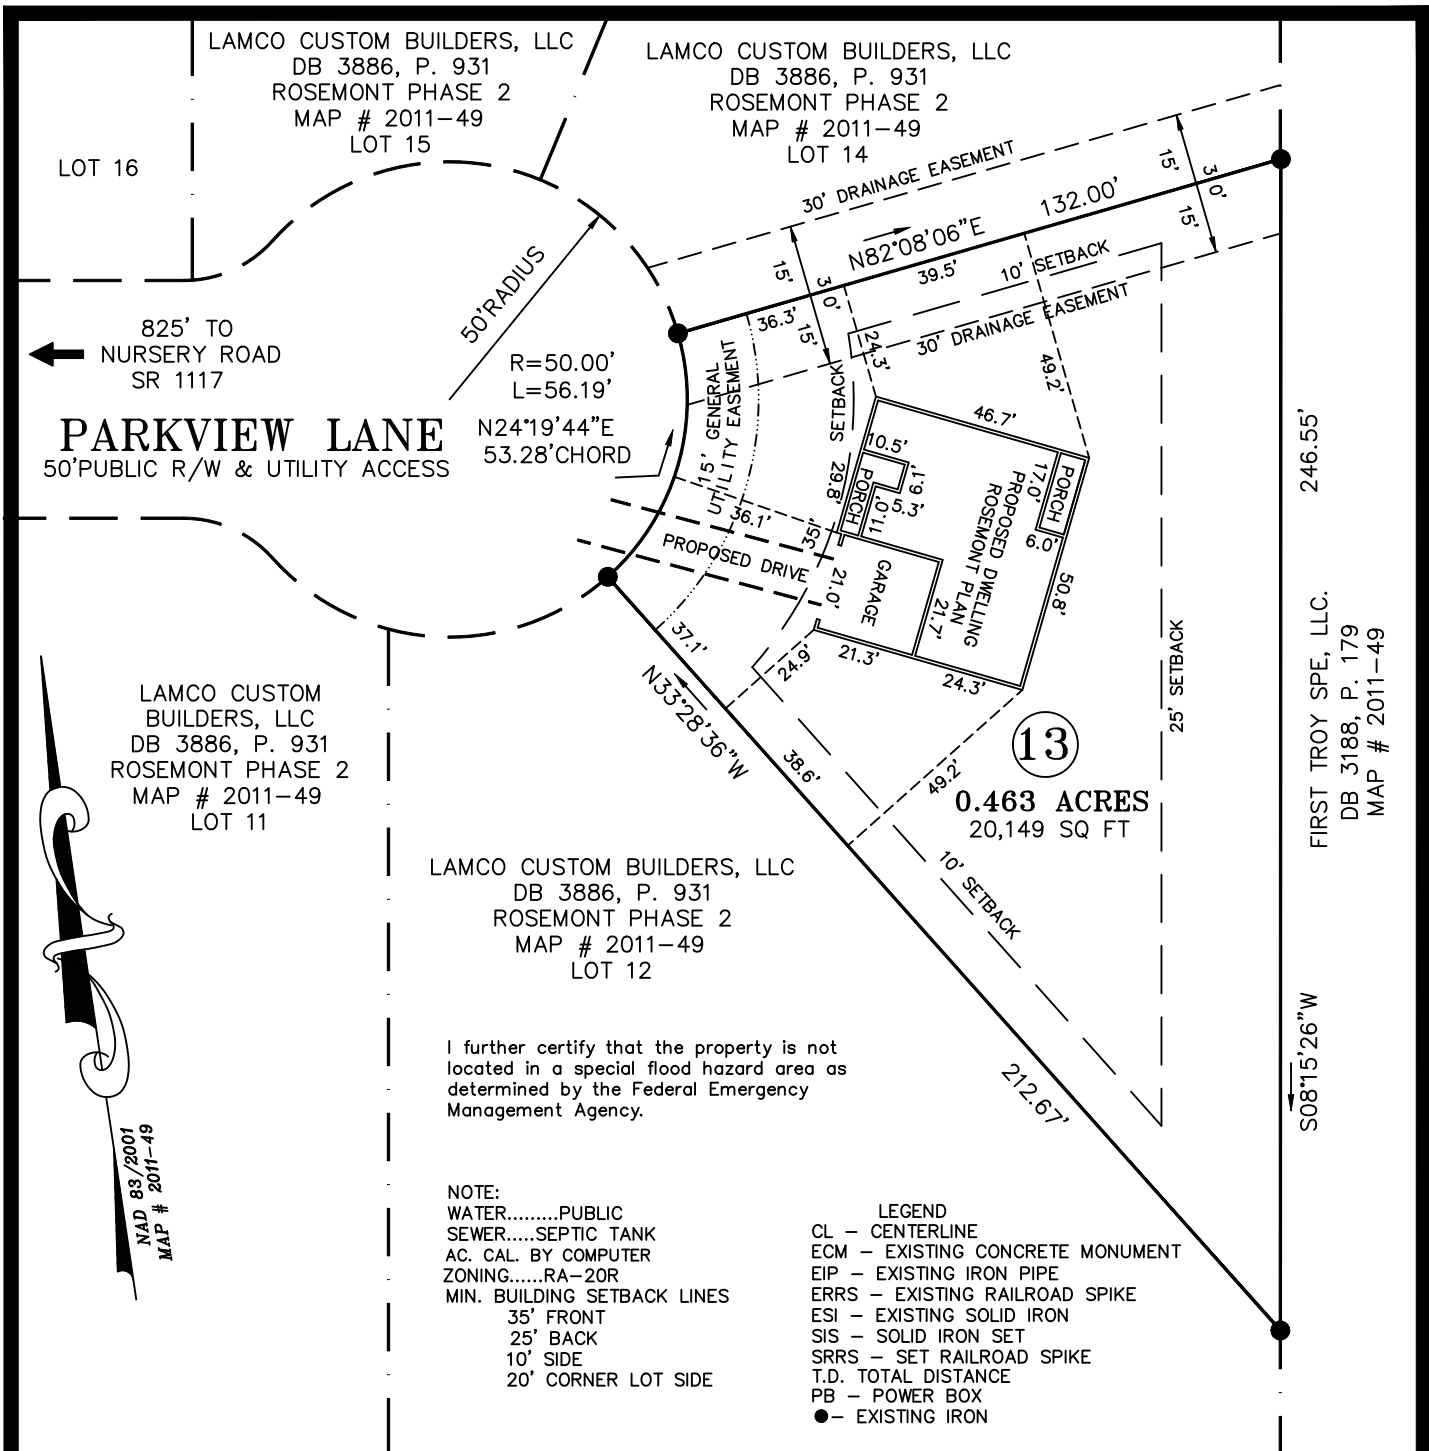 LAMCO CUSTOM BUILDERS, LLC
DB 3886, P. 931
ROSEMONT PHASE 2
MAP # 2011-49
LOT 15
LAMCO CUSTOM BUILDERS, LLC
DB 3886, P. 931
ROSEMONT PHASE 2
MAP # 2011-49
LOT 14
LOT 16
30' DRAINAGE EASEMENT
15'
30'
15'
132.00'
N82°08'06"E
39.5'
10' SETBACK
30' DRAINAGE EASEMENT
15'
30'
15'
36.3'
50'RADIUS
825' TO
NURSERY ROAD
SR 1117
R=50.00'
L=56.19'
N24°19'44"E
53.28'CHORD
PARKVIEW LANE
50'PUBLIC R/W & UTILITY ACCESS
15' GENERAL
UTILITY EASEMENT
35' SETBACK
24.3'
49.2'
46.7'
10.5'
9.1'
5.3'
11.0'
PORCH
29.8'
17.0'
PORCH
6.0'
PROPOSED DWELLING
ROSEMONT PLAN
50.8'
36.1'
PROPOSED DRIVE
21.0'
GARAGE
21.7'
21.3'
24.3'
37.1'
24.9'
N33°28'36"W
38.6'
49.2'
13
0.463 ACRES
20,149 SQ FT
10' SETBACK
25' SETBACK
246.55'
FIRST TROY SPE, LLC.
DB 3188, P. 179
MAP # 2011-49
S08°15'26"W
212.67'
LAMCO CUSTOM
BUILDERS, LLC
DB 3886, P. 931
ROSEMONT PHASE 2
MAP # 2011-49
LOT 11
LAMCO CUSTOM BUILDERS, LLC
DB 3886, P. 931
ROSEMONT PHASE 2
MAP # 2011-49
LOT 12
I further certify that the property is not
located in a special flood hazard area as
determined by the Federal Emergency
Management Agency.
NAD 83/2001
MAP # 2011-49
NOTE:
WATER.........PUBLIC
SEWER.....SEPTIC TANK
AC. CAL. BY COMPUTER
ZONING......RA-20R
MIN. BUILDING SETBACK LINES
35' FRONT
25' BACK
10' SIDE
20' CORNER LOT SIDE
LEGEND
CL - CENTERLINE
ECM - EXISTING CONCRETE MONUMENT
EIP - EXISTING IRON PIPE
ERRS - EXISTING RAILROAD SPIKE
ESI - EXISTING SOLID IRON
SIS - SOLID IRON SET
SRRS - SET RAILROAD SPIKE
T.D. TOTAL DISTANCE
PB - POWER BOX
●- EXISTING IRON